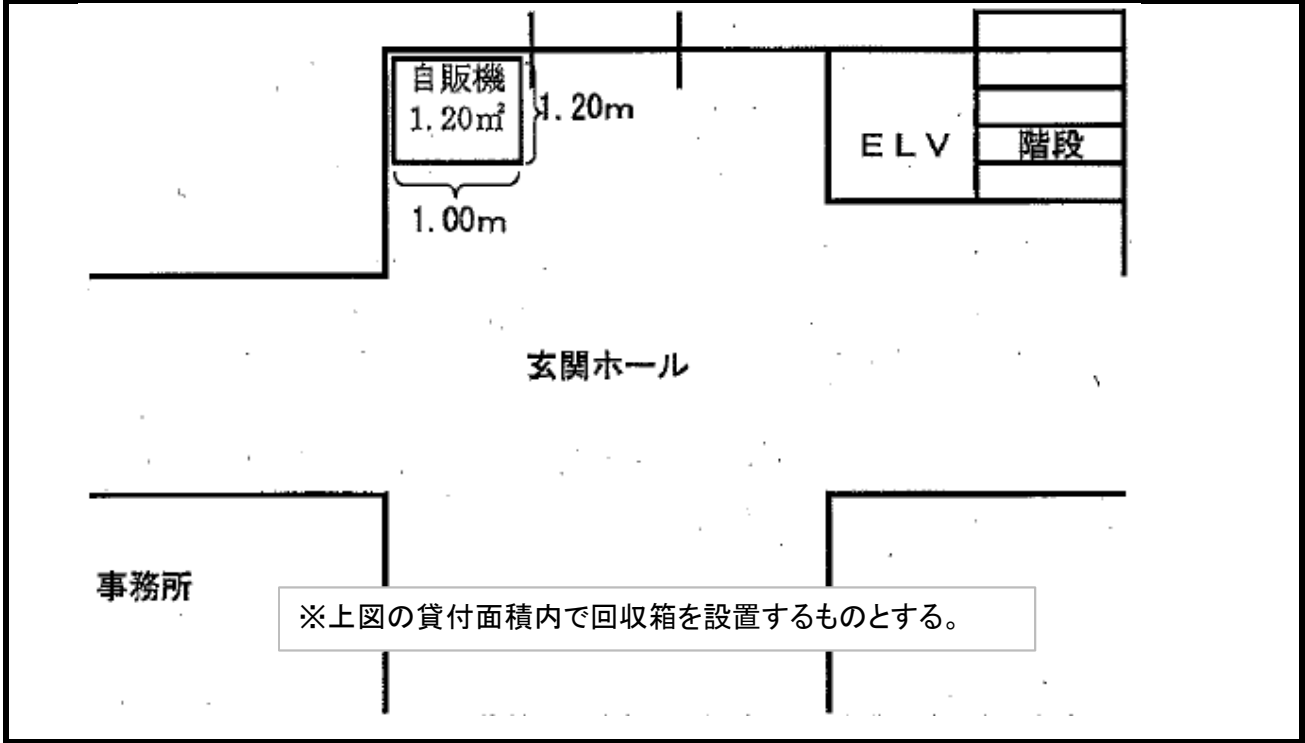 自販機
1.20㎡
1.20m
1.00m
ELV
階段
玄関ホール
事務所
※上図の貸付面積内で回収箱を設置するものとする。